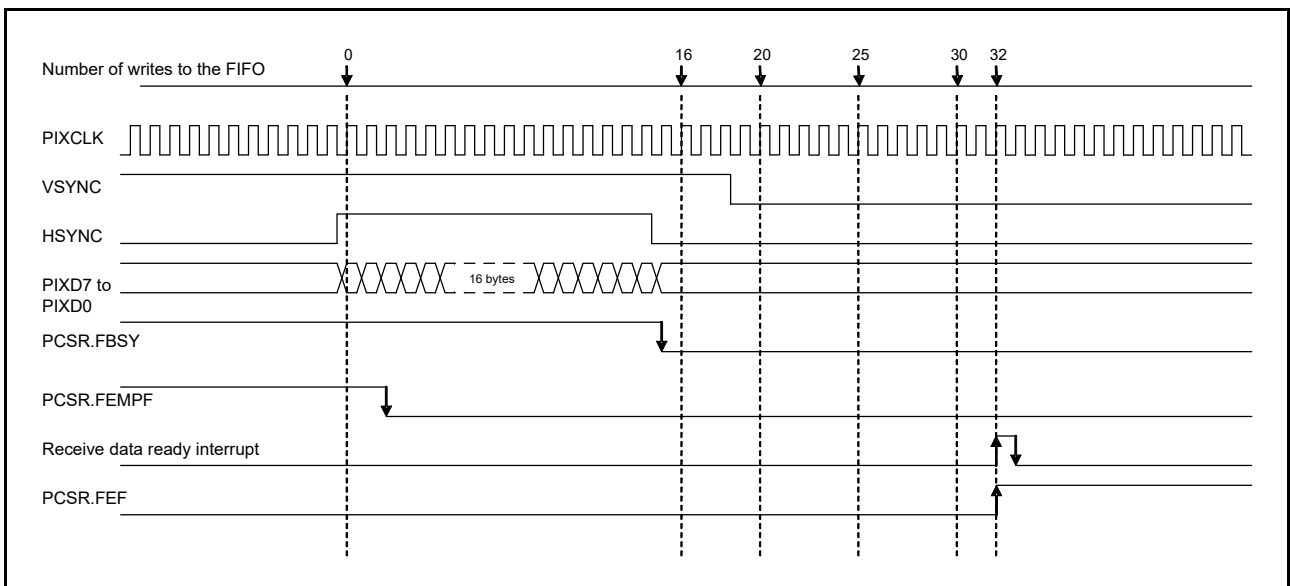 0 16 20 25 30 32
Number of writes to the FIFO
PIXCLK
VSYNC
HSYNC
PIXD7 to
PIXD0
16 bytes
PCSR.FBSY
PCSR.FEMPF
Receive data ready interrupt
PCSR.FEF